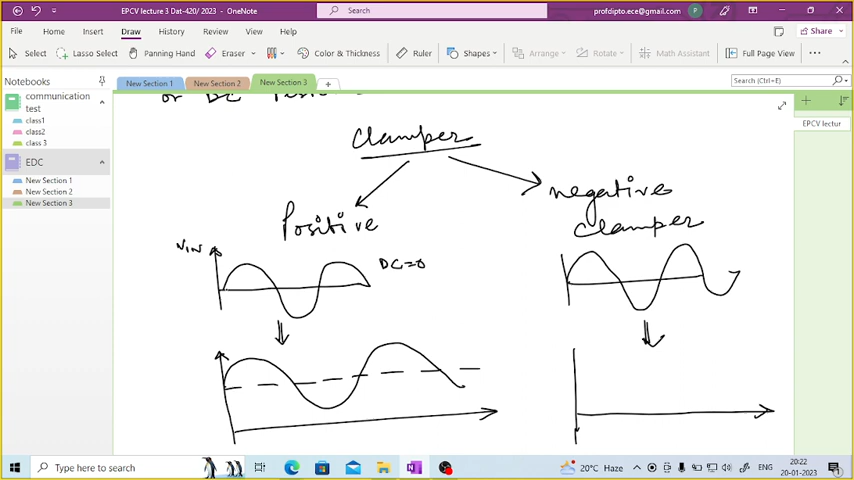 EPCV lecture 3 Dat-420/ 2023 - OneNote
Search
profdipto.ece@gmail.com
P
File Home Insert Draw History Review View Help
Share
Select Lasso Select Panning Hand Eraser Color & Thickness Ruler Shapes Arrange Rotate Math Assistant Full Page View
Notebooks
New Section 1 New Section 2 New Section 3
Search (Ctrl+E)
communication
test
class1
class2
class 3
EDC
New Section 1
New Section 2
New Section 3
EPCV lectur
or DC
Clamper
Positive
negative
clamper
VIN
DC=0
Type here to search
20°C Haze
ENG
20:22
20-01-2023